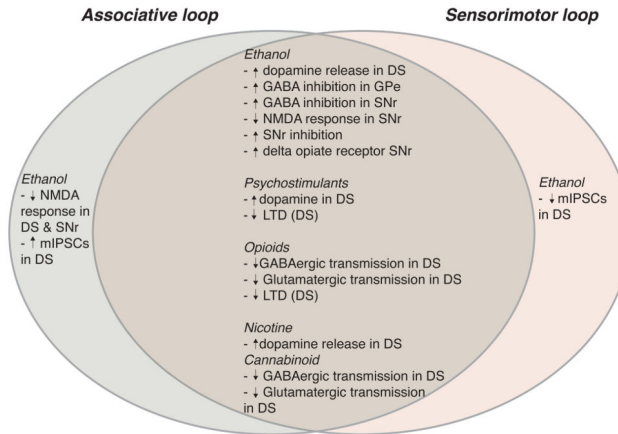 Associative loop
Sensorimotor loop
Ethanol
- ↓ NMDA
response in
DS & SNr
- ↑ mIPSCs
in DS
Ethanol
- ↑ dopamine release in DS
- ↑ GABA inhibition in GPe
- ↑ GABA inhibition in SNr
- ↓ NMDA response in SNr
- ↑ SNr inhibition
- ↑ delta opiate receptor SNr
Psychostimulants
- ↑ dopamine in DS
- ↓ LTD (DS)
Opioids
- ↓GABAergic transmission in DS
- ↓ Glutamatergic transmission in DS
- ↓ LTD (DS)
Nicotine
- ↑dopamine release in DS
Cannabinoid
- ↓ GABAergic transmission in DS
- ↓ Glutamatergic transmission
in DS
Ethanol
- ↓ mIPSCs
in DS